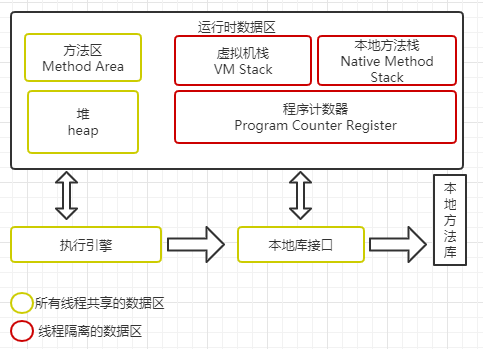 运行时数据区
方法区
Method Area
虚拟机栈
VM Stack
本地方法栈
Native Method
Stack
堆
heap
程序计数器
Program Counter Register
执行引擎
本地库接口
本
地
方
法
库
所有线程共享的数据区
线程隔离的数据区